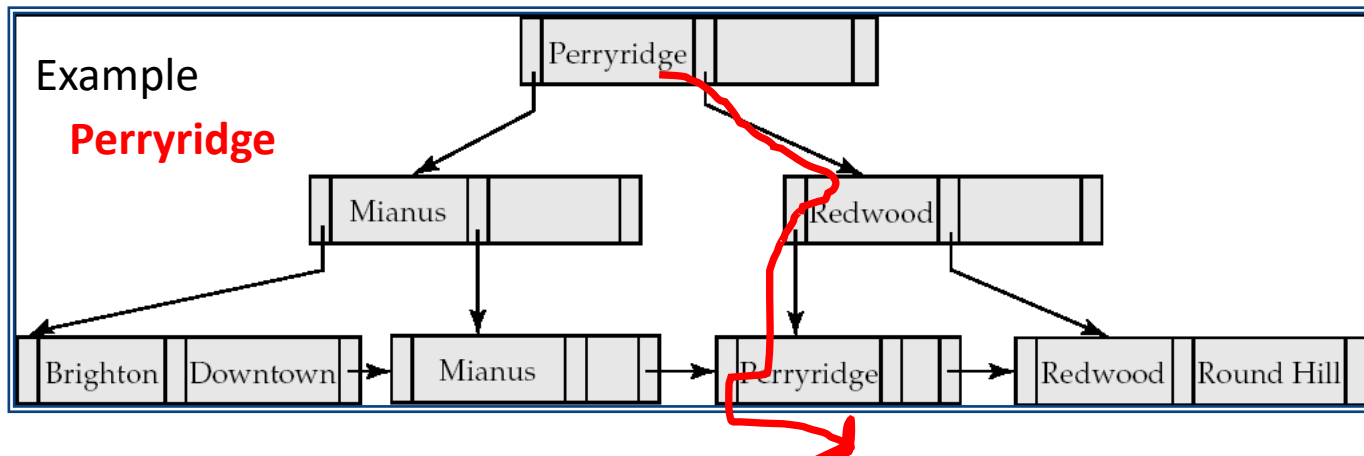 Perryridge
Example
Perryridge
Mianus
Redwood
Brighton Downtown Mianus Perryridge Redwood Round Hill